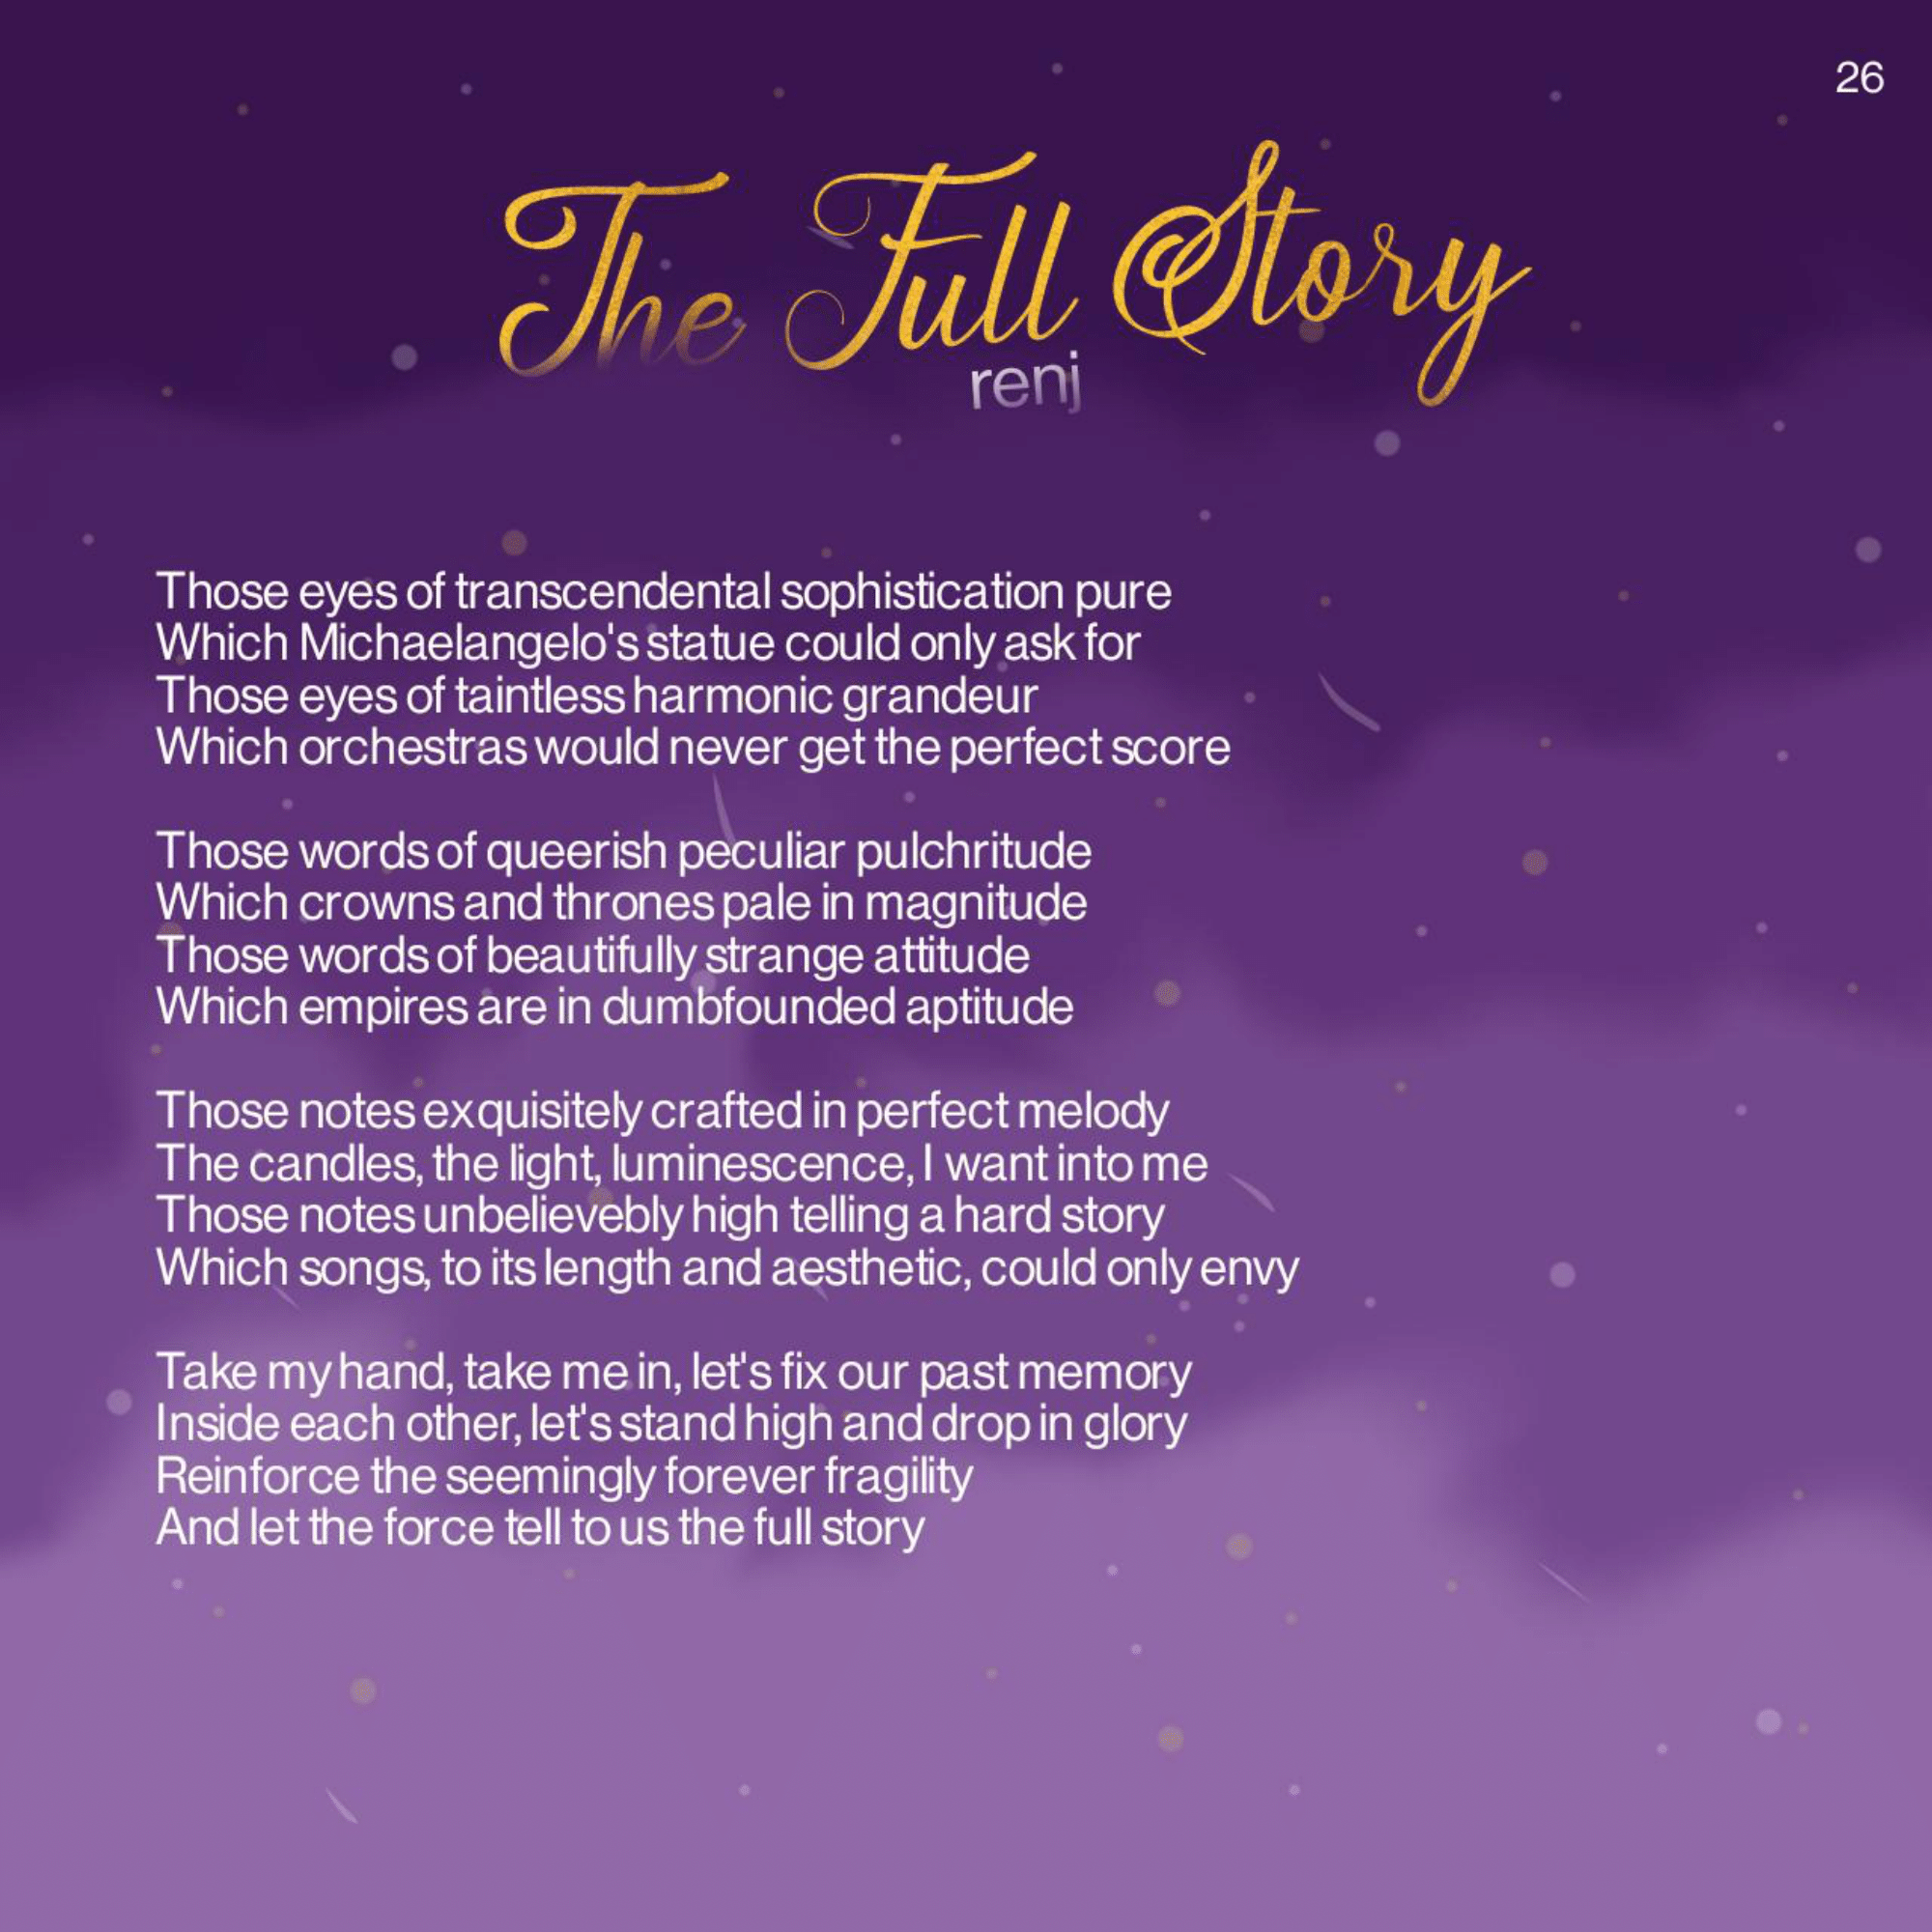 26
The Full Story
renj
Those eyes of transcendental sophistication pure
Which Michaelangelo's statue could only ask for
Those eyes of taintless harmonic grandeur
Which orchestras would never get the perfect score
Those words of queerish peculiar pulchritude
Which crowns and thrones pale in magnitude
Those words of beautifully strange attitude
Which empires are in dumbfounded aptitude
Those notes exquisitely crafted in perfect melody
The candles, the light, luminescence, I want into me
Those notes unbelievebly high telling a hard story
Which songs, to its length and aesthetic, could only envy
Take my hand, take me in, let's fix our past memory
Inside each other, let's stand high and drop in glory
Reinforce the seemingly forever fragility
And let the force tell to us the full story